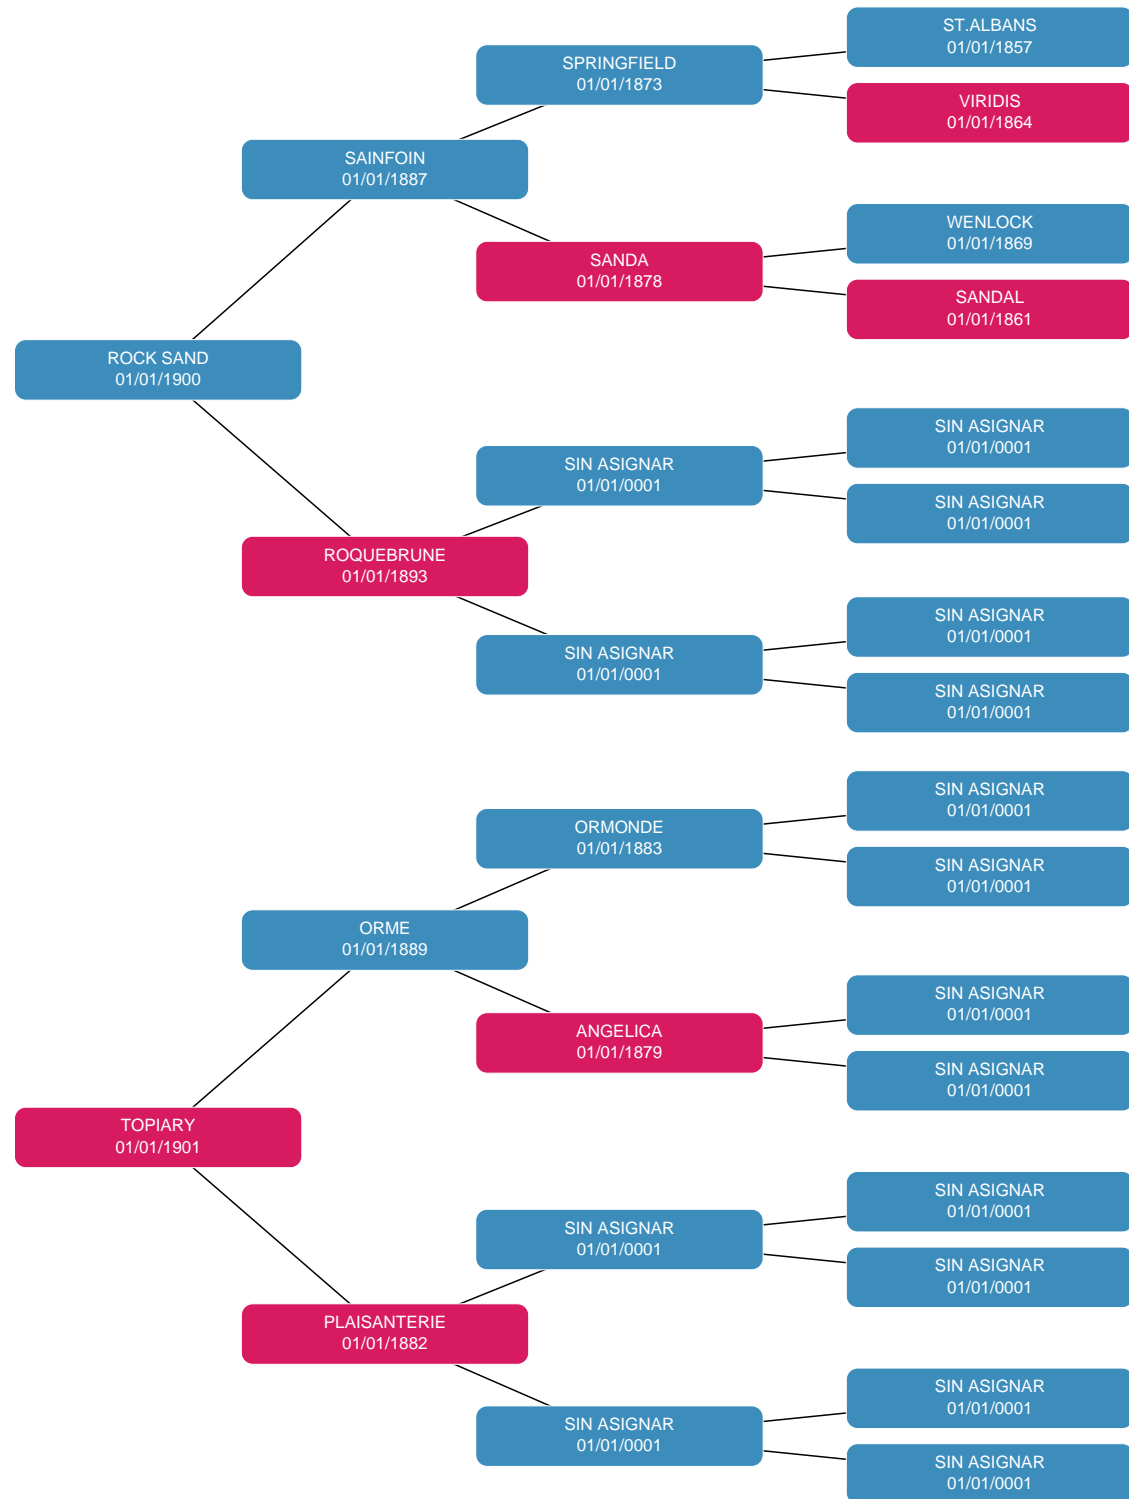 ST.ALBANS
01/01/1857
SPRINGFIELD
01/01/1873
VIRIDIS
01/01/1864
SAINFOIN
01/01/1887
WENLOCK
01/01/1869
SANDA
01/01/1878
SANDAL
01/01/1861
ROCK SAND
01/01/1900
SIN ASIGNAR
01/01/0001
SIN ASIGNAR
01/01/0001
SIN ASIGNAR
01/01/0001
ROQUEBRUNE
01/01/1893
SIN ASIGNAR
01/01/0001
SIN ASIGNAR
01/01/0001
SIN ASIGNAR
01/01/0001
SIN ASIGNAR
01/01/0001
ORMONDE
01/01/1883
SIN ASIGNAR
01/01/0001
ORME
01/01/1889
SIN ASIGNAR
01/01/0001
ANGELICA
01/01/1879
SIN ASIGNAR
01/01/0001
TOPIARY
01/01/1901
SIN ASIGNAR
01/01/0001
SIN ASIGNAR
01/01/0001
SIN ASIGNAR
01/01/0001
PLAISANTERIE
01/01/1882
SIN ASIGNAR
01/01/0001
SIN ASIGNAR
01/01/0001
SIN ASIGNAR
01/01/0001